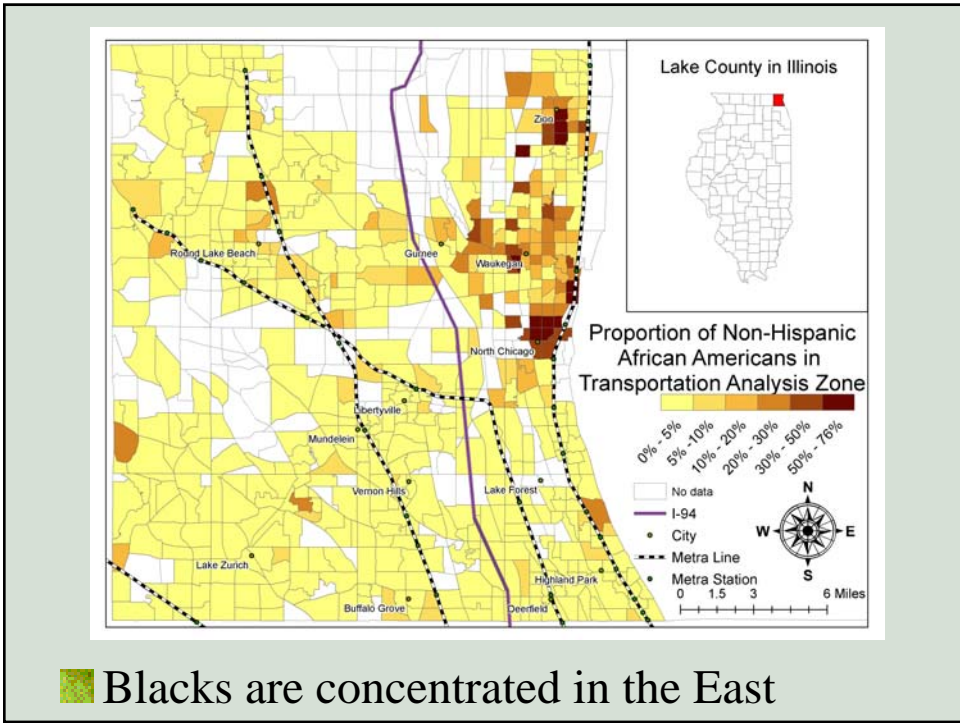 Lake County in Illinois
Zion
Round Lake Beach
Gurnee
Waukegan
North Chicago
Libertyville
Mundelein
Vernon Hills
Lake Forest
Lake Zurich
Highland Park
Buffalo Grove
Deerfield
Proportion of Non-Hispanic
African Americans in
Transportation Analysis Zone
0% - 5%
5% -10%
10% - 20%
20% - 30%
30% - 50%
50% - 76%
No data
I-94
City
Metra Line
Metra Station
N
W
E
S
0 1.5 3 6 Miles
Blacks are concentrated in the East